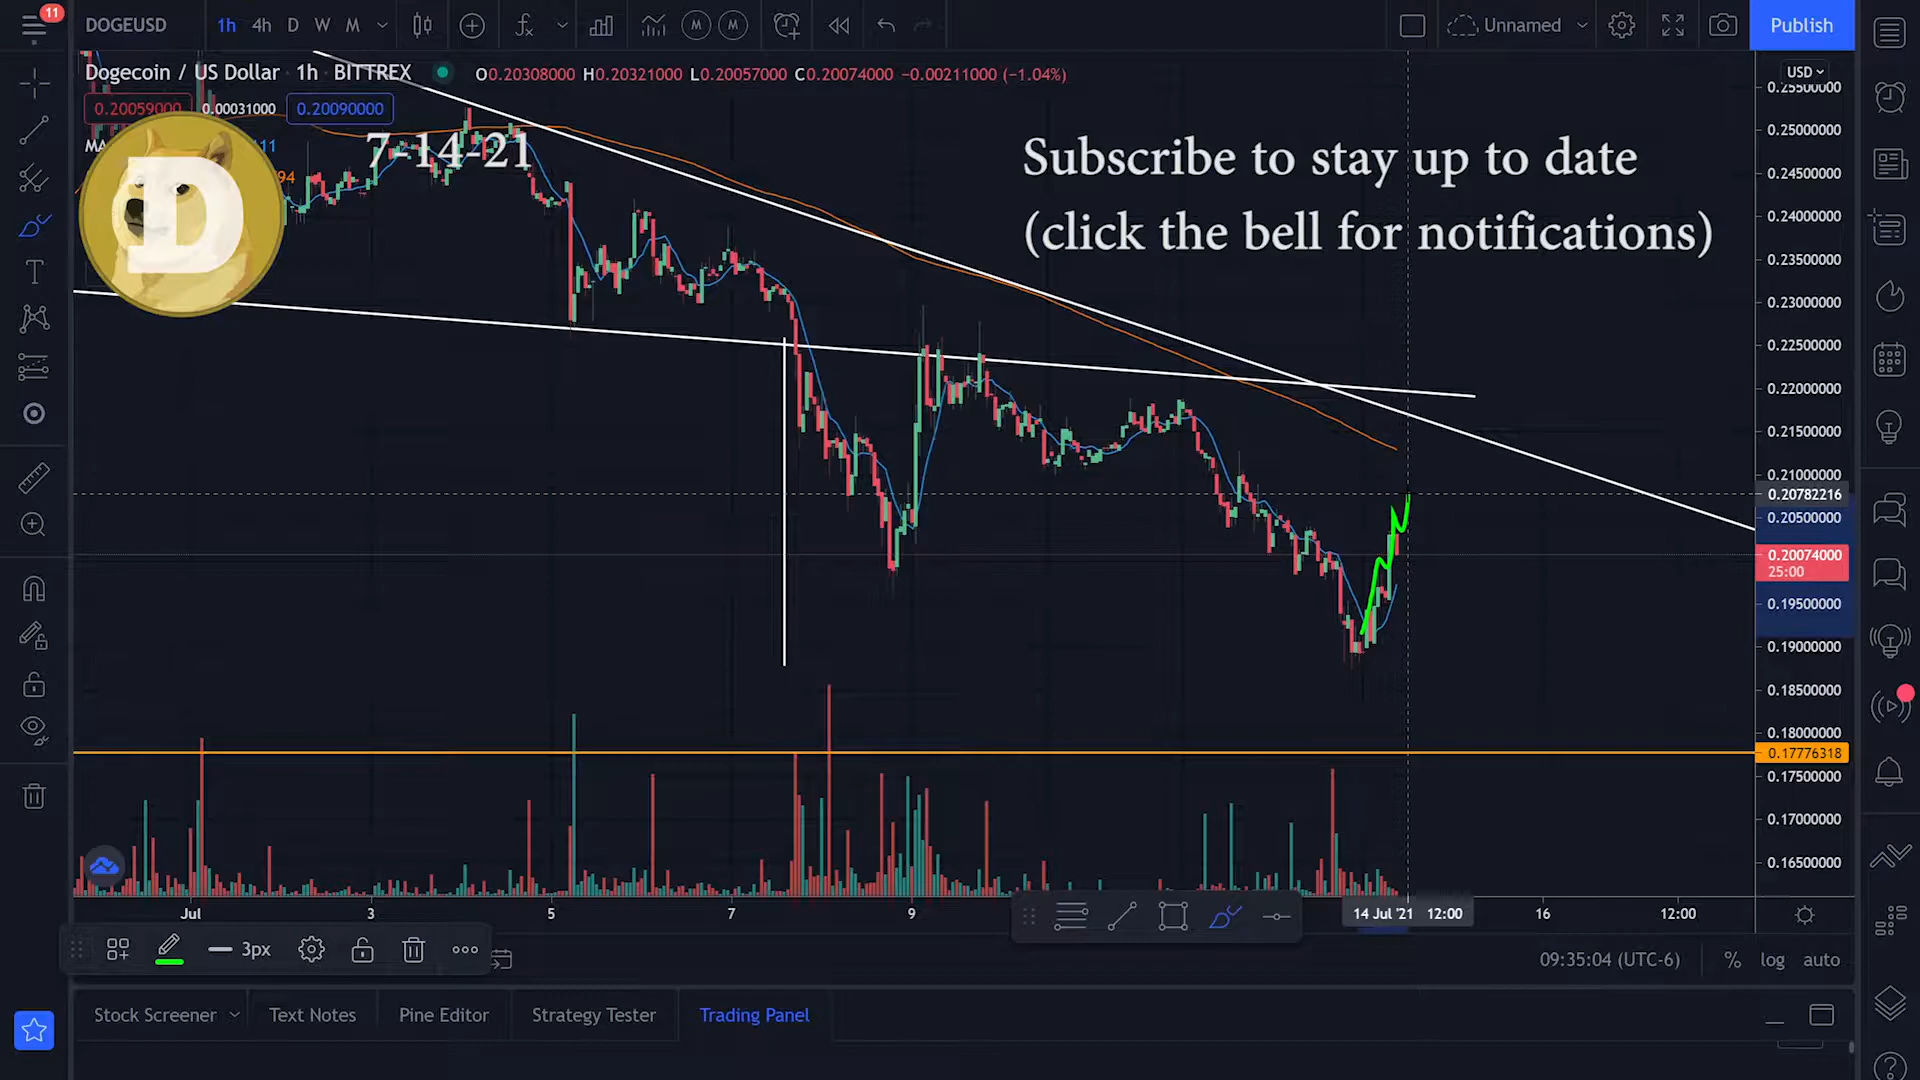 11
DOGEUSD 1h 4h D W M
M M Unnamed Publish
Dogecoin / US Dollar 1h BITTREX O0.20308000 H0.20321000 L0.20057000 C0.20074000 −0.00211000 (−1.04%)
USD
0.20059000 0.00031000 0.20090000
0.25500000
7-14-21
Subscribe to stay up to date
(click the bell for notifications)
MA 111
94
D
T
0.25000000
0.24500000
0.24000000
0.23500000
0.23000000
0.22500000
0.22000000
0.21500000
0.21000000
0.20782216
0.20500000
0.20074000
25:00
0.19500000
0.19000000
0.18500000
0.18000000
0.17776318
0.17500000
0.17000000
0.16500000
Jul 3 5 7 9 14 Jul '21 12:00 16 12:00
3px
09:35:04 (UTC-6) % log auto
Stock Screener Text Notes Pine Editor Strategy Tester Trading Panel